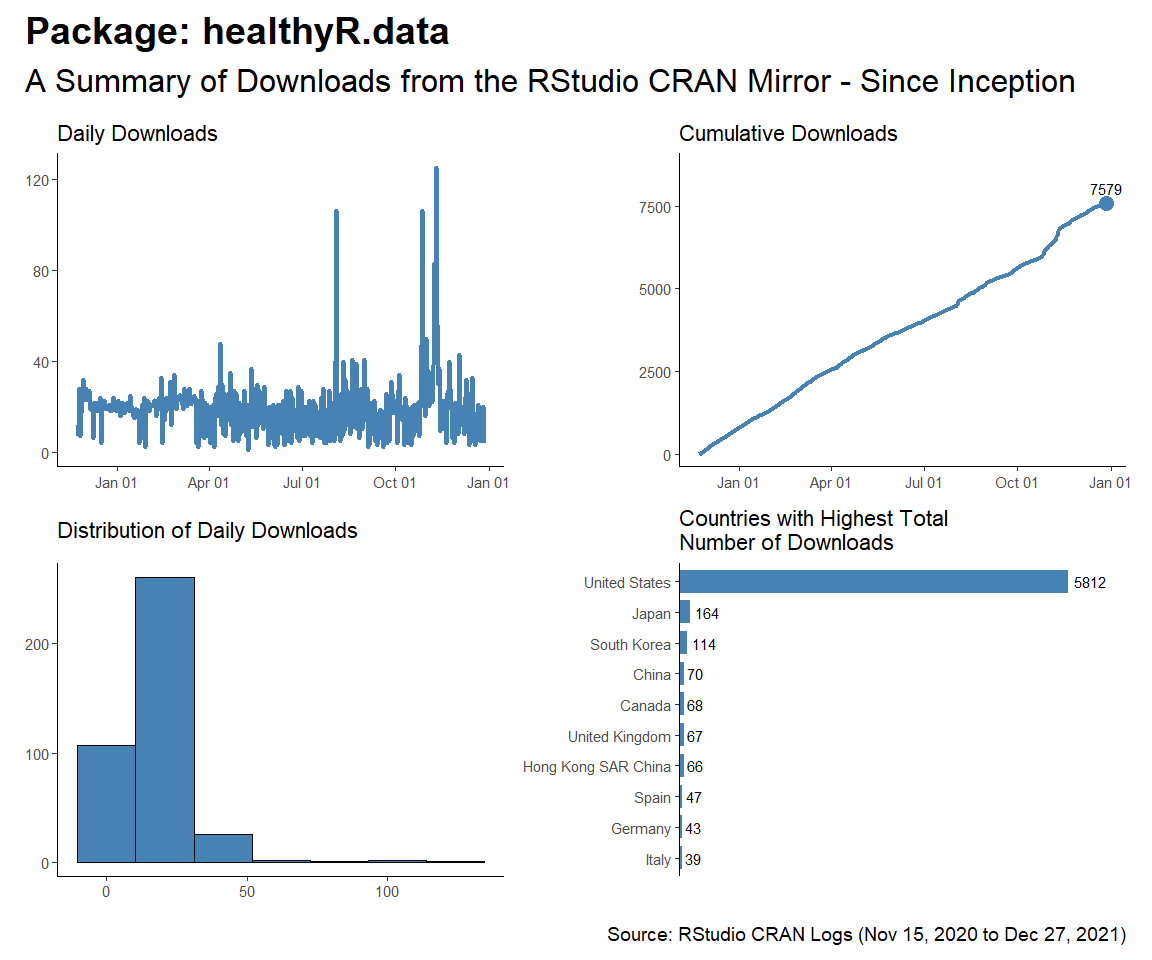 Package: healthyR.data
A Summary of Downloads from the RStudio CRAN Mirror - Since Inception
Daily Downloads
120
80
40
0
Jan 01 Apr 01 Jul 01 Oct 01 Jan 01
Cumulative Downloads
7579
7500
5000
2500
0
Jan 01 Apr 01 Jul 01 Oct 01 Jan 01
Distribution of Daily Downloads
200
100
0
0 50 100
Countries with Highest Total
Number of Downloads
United States 5812
Japan 164
South Korea 114
China 70
Canada 68
United Kingdom 67
Hong Kong SAR China 66
Spain 47
Germany 43
Italy 39
Source: RStudio CRAN Logs (Nov 15, 2020 to Dec 27, 2021)